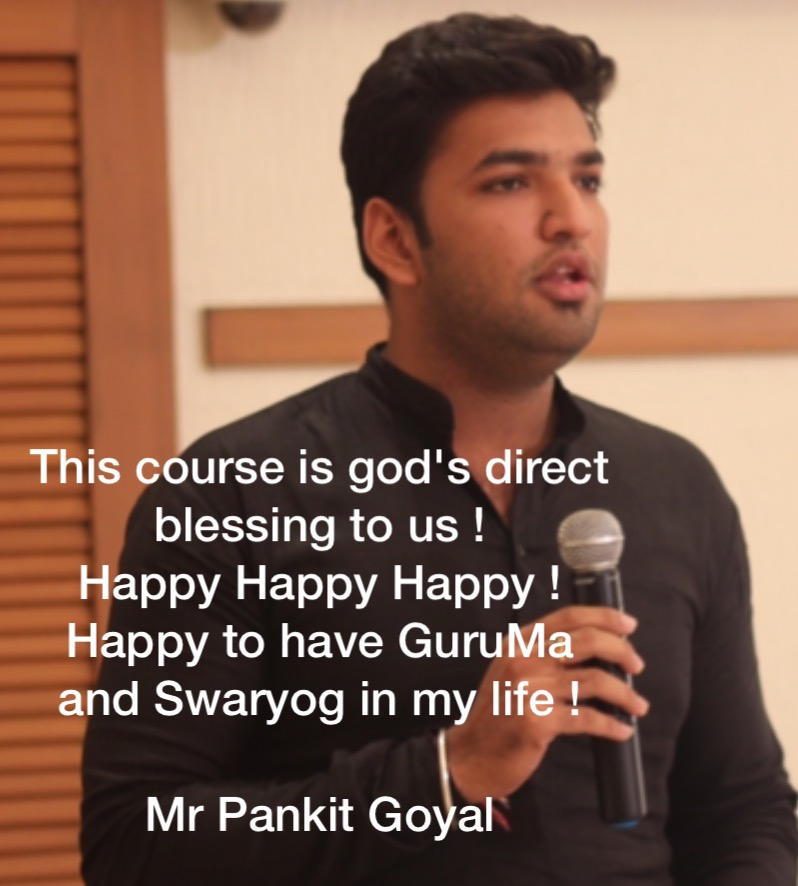 This course is god's direct
blessing to us !
Happy Happy Happy !
Happy to have GuruMa
and Swaryog in my life !
Mr Pankit Goyal